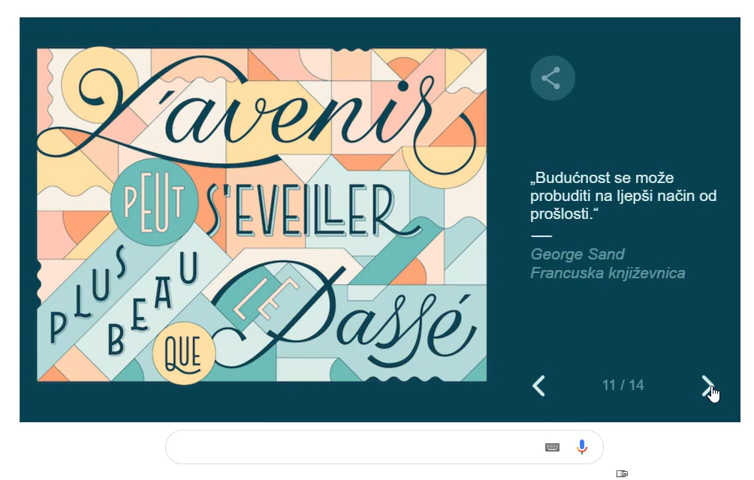 L'avenir
PEUT S'EVEILLER
PLUS
BEAU
QUE
LE Passé
„Budućnost se može
probuditi na ljepši način od
prošlosti.“
George Sand
Francuska književnica
11 / 14